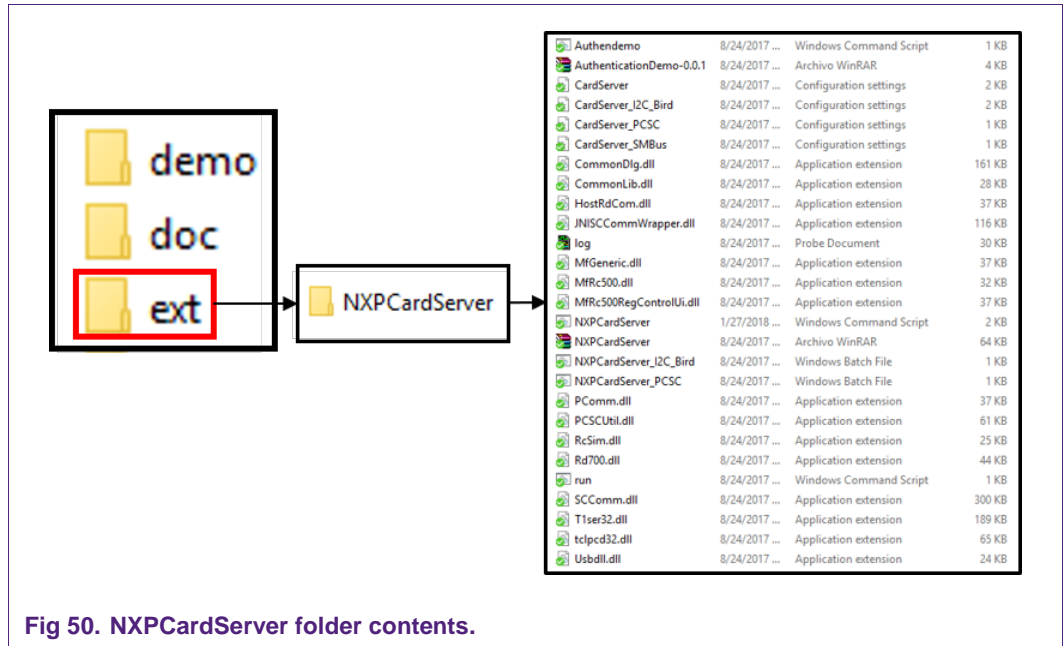 demo
doc
ext
NXPCardServer
Authendemo 8/24/2017 ... Windows Command Script 1 KB
AuthenticationDemo-0.0.1 8/24/2017 ... Archivo WinRAR 4 KB
CardServer 8/24/2017 ... Configuration settings 2 KB
CardServer_I2C_Bird 8/24/2017 ... Configuration settings 2 KB
CardServer_PCSC 8/24/2017 ... Configuration settings 1 KB
CardServer_SMBus 8/24/2017 ... Configuration settings 1 KB
CommonDlg.dll 8/24/2017 ... Application extension 161 KB
CommonLib.dll 8/24/2017 ... Application extension 28 KB
HostRdCom.dll 8/24/2017 ... Application extension 37 KB
JNISCCommWrapper.dll 8/24/2017 ... Application extension 116 KB
log 8/24/2017 ... Probe Document 30 KB
MfGeneric.dll 8/24/2017 ... Application extension 37 KB
MfRc500.dll 8/24/2017 ... Application extension 32 KB
MfRc500RegControlUi.dll 8/24/2017 ... Application extension 37 KB
NXPCardServer 1/27/2018 ... Windows Command Script 2 KB
NXPCardServer 8/24/2017 ... Archivo WinRAR 64 KB
NXPCardServer_I2C_Bird 8/24/2017 ... Windows Batch File 1 KB
NXPCardServer_PCSC 8/24/2017 ... Windows Batch File 1 KB
PComm.dll 8/24/2017 ... Application extension 37 KB
PCSCUtil.dll 8/24/2017 ... Application extension 61 KB
RcSim.dll 8/24/2017 ... Application extension 25 KB
Rd700.dll 8/24/2017 ... Application extension 44 KB
run 8/24/2017 ... Windows Command Script 1 KB
SCComm.dll 8/24/2017 ... Application extension 300 KB
T1ser32.dll 8/24/2017 ... Application extension 189 KB
tclpcd32.dll 8/24/2017 ... Application extension 65 KB
Usbdll.dll 8/24/2017 ... Application extension 24 KB
Fig 50. NXPCardServer folder contents.